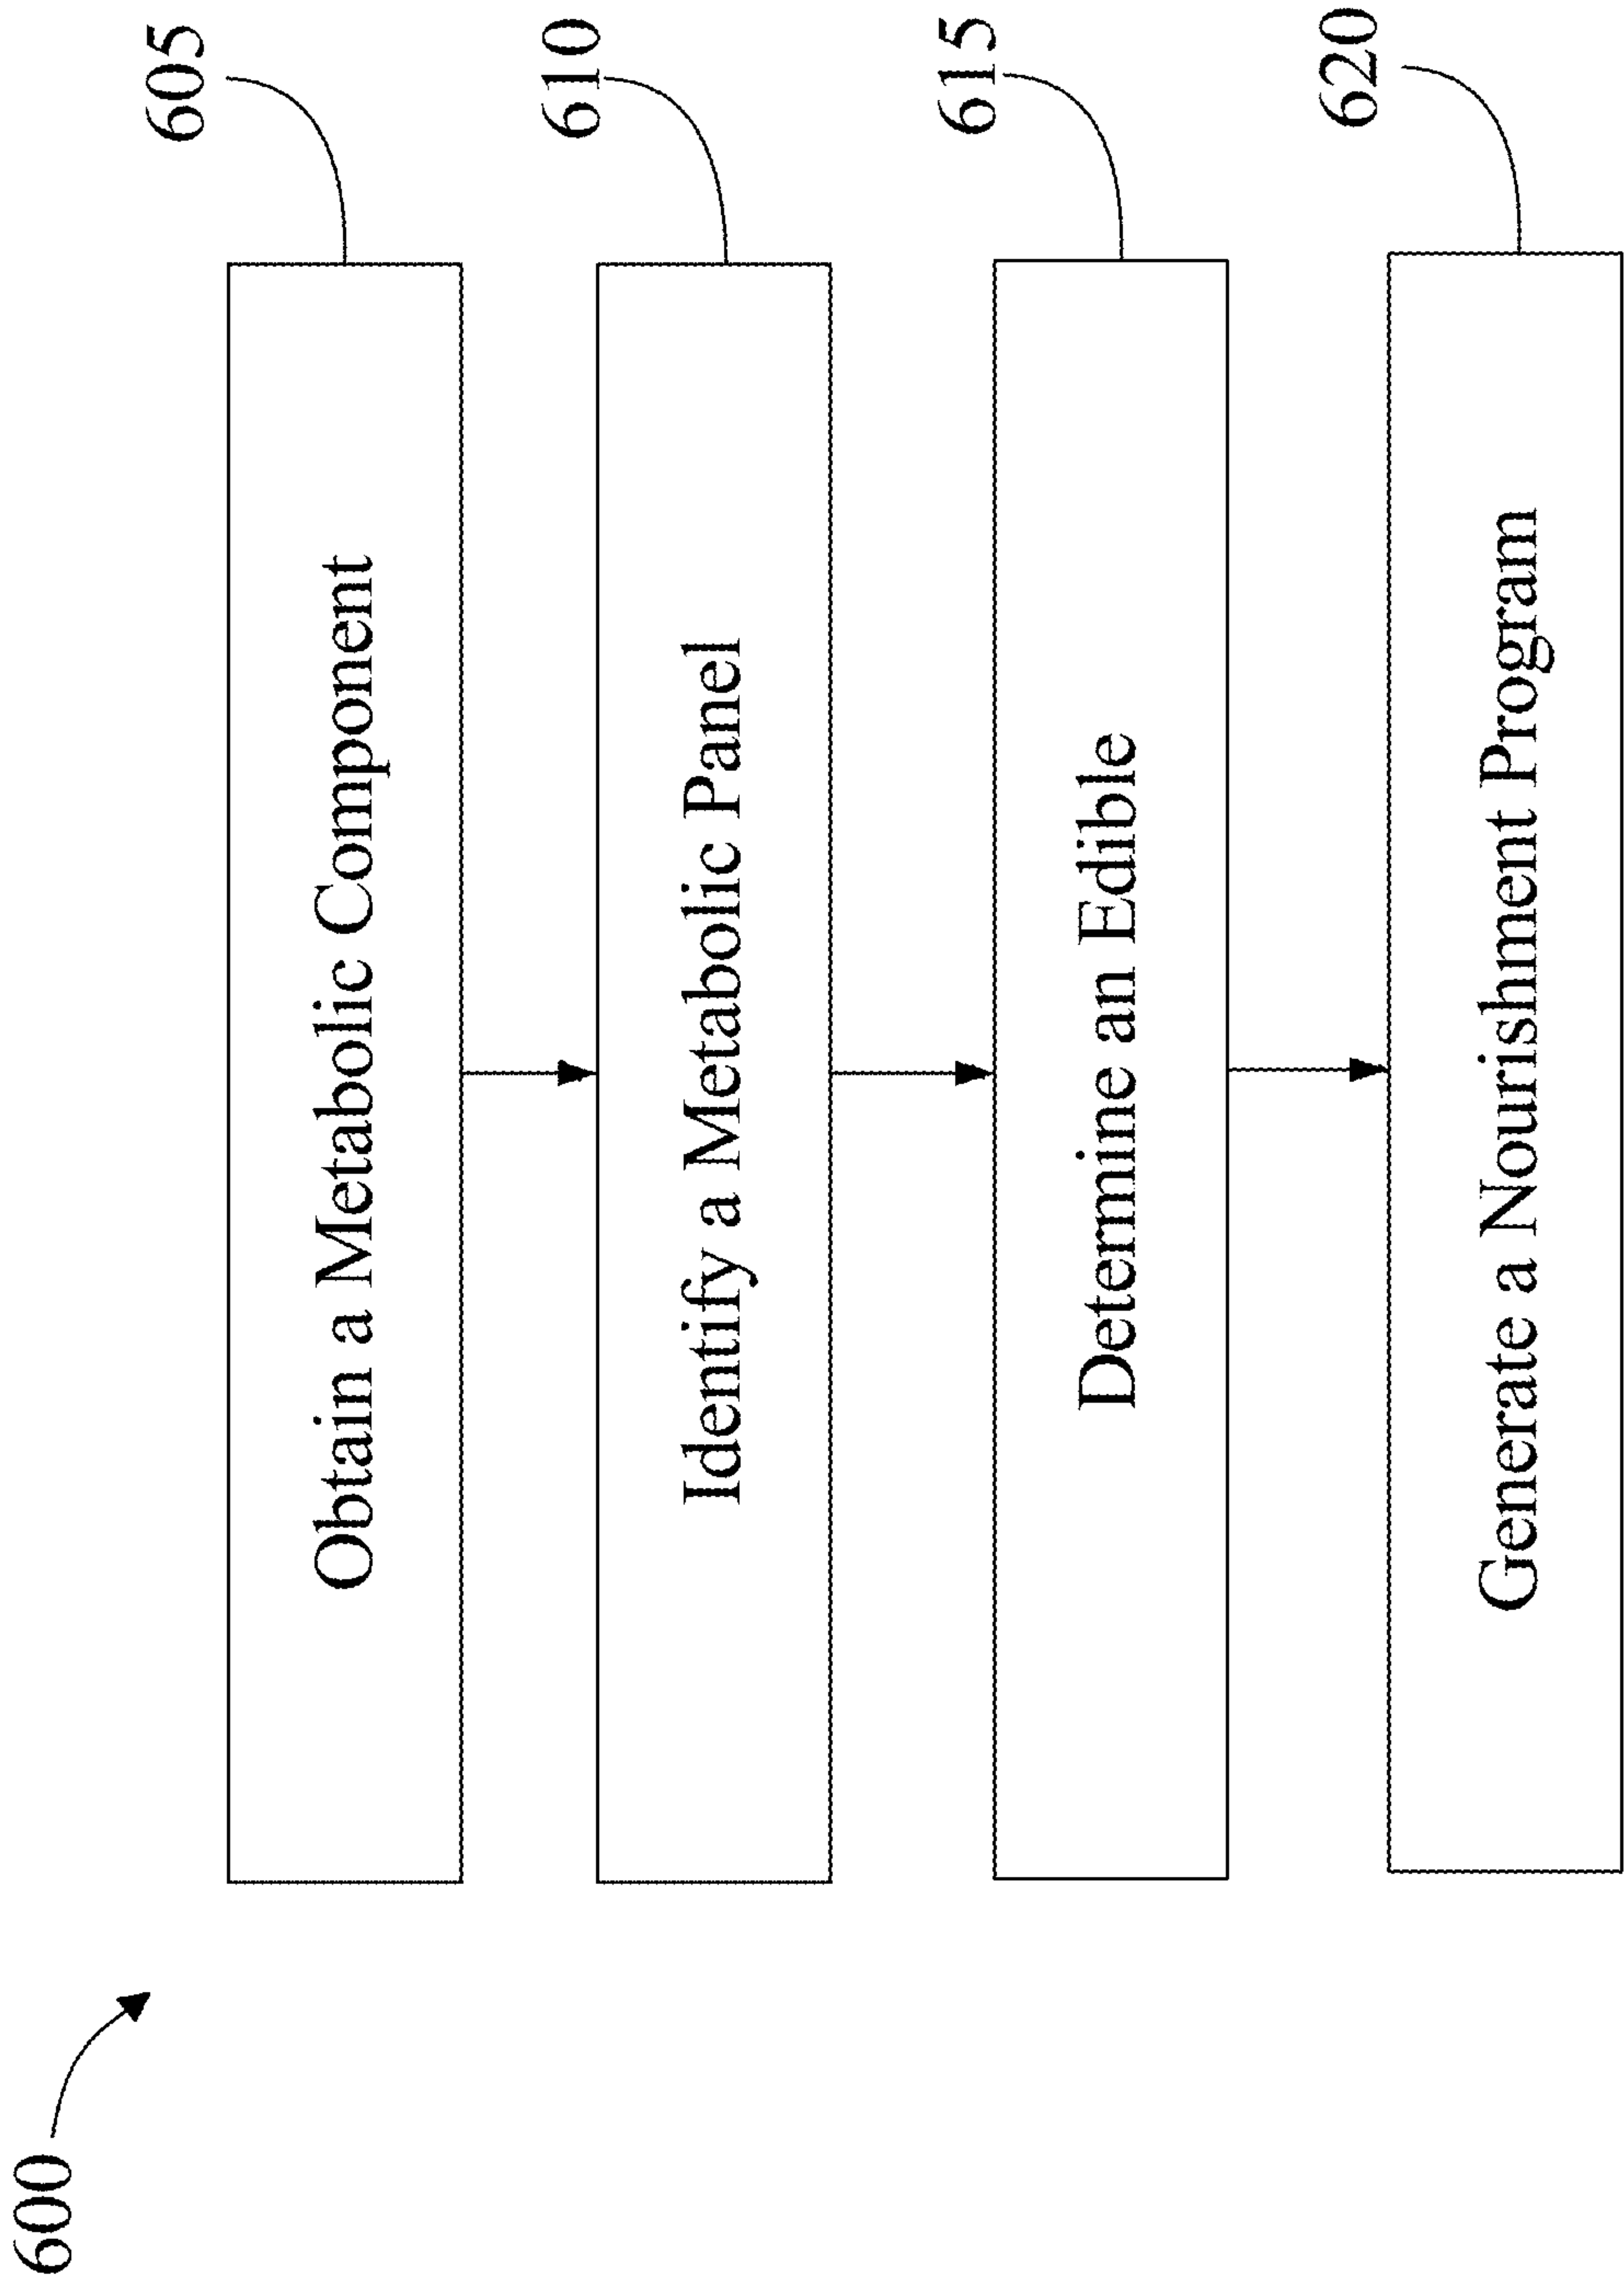 600
605
Obtain a Metabolic Component
610
Identify a Metabolic Panel
615
Determine an Edible
620
Generate a Nourishment Program